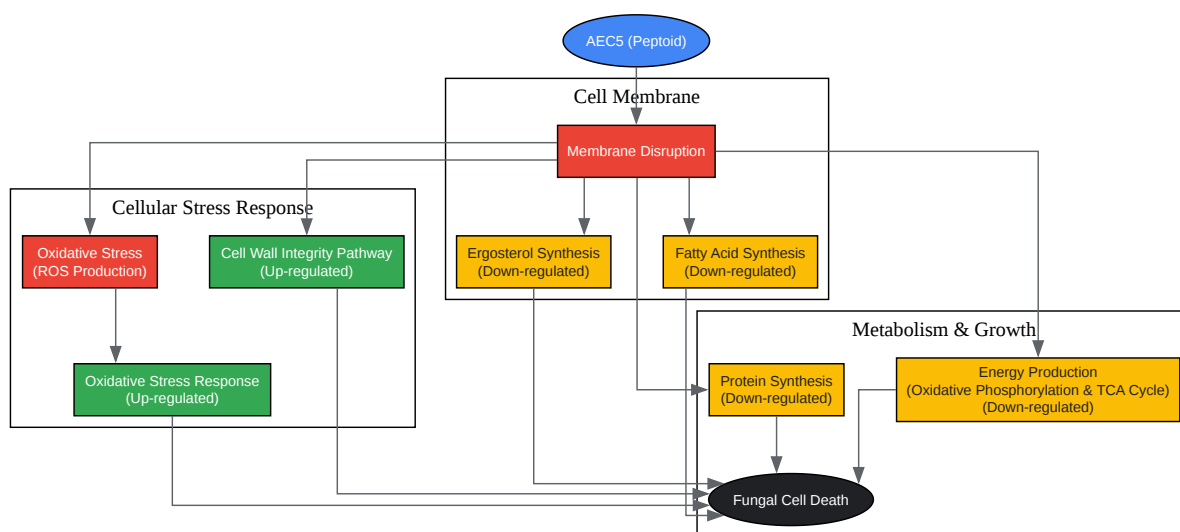 AEC5 (Peptoid)
Cell Membrane
Membrane Disruption
Cellular Stress Response
Oxidative Stress
(ROS Production)
Cell Wall Integrity Pathway
(Up-regulated)
Ergosterol Synthesis
(Down-regulated)
Fatty Acid Synthesis
(Down-regulated)
Oxidative Stress Response
(Up-regulated)
Metabolism & Growth
Protein Synthesis
(Down-regulated)
Energy Production
(Oxidative Phosphorylation & TCA Cycle)
(Down-regulated)
Fungal Cell Death